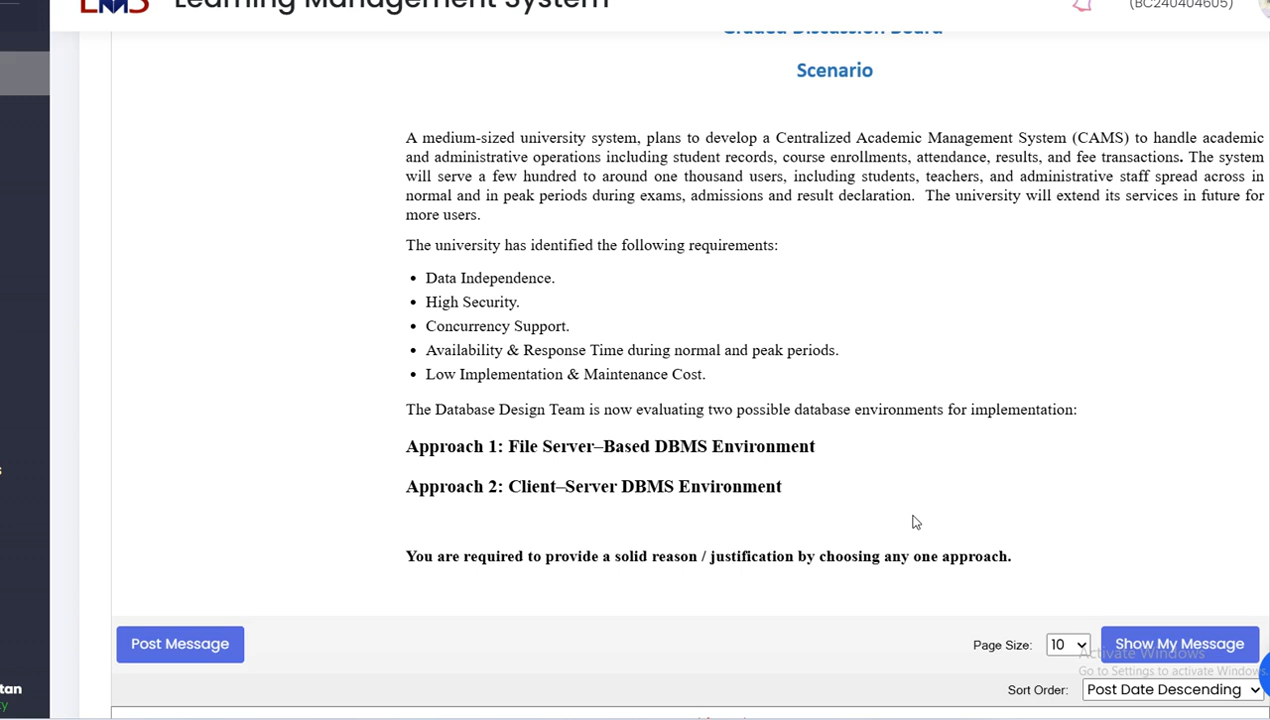 Learning Management System
(BC240404605)
Graded Discussion Board
Scenario
A medium-sized university system, plans to develop a Centralized Academic Management System (CAMS) to handle academic
and administrative operations including student records, course enrollments, attendance, results, and fee transactions. The system
will serve a few hundred to around one thousand users, including students, teachers, and administrative staff spread across in
normal and in peak periods during exams, admissions and result declaration. The university will extend its services in future for
more users.
The university has identified the following requirements:
• Data Independence.
• High Security.
• Concurrency Support.
• Availability & Response Time during normal and peak periods.
• Low Implementation & Maintenance Cost.
The Database Design Team is now evaluating two possible database environments for implementation:
Approach 1: File Server–Based DBMS Environment
Approach 2: Client–Server DBMS Environment
You are required to provide a solid reason / justification by choosing any one approach.
Post Message
Page Size: 10
Show My Message
Activate Windows
Go to Settings to activate Windows.
tan
Sort Order: Post Date Descending